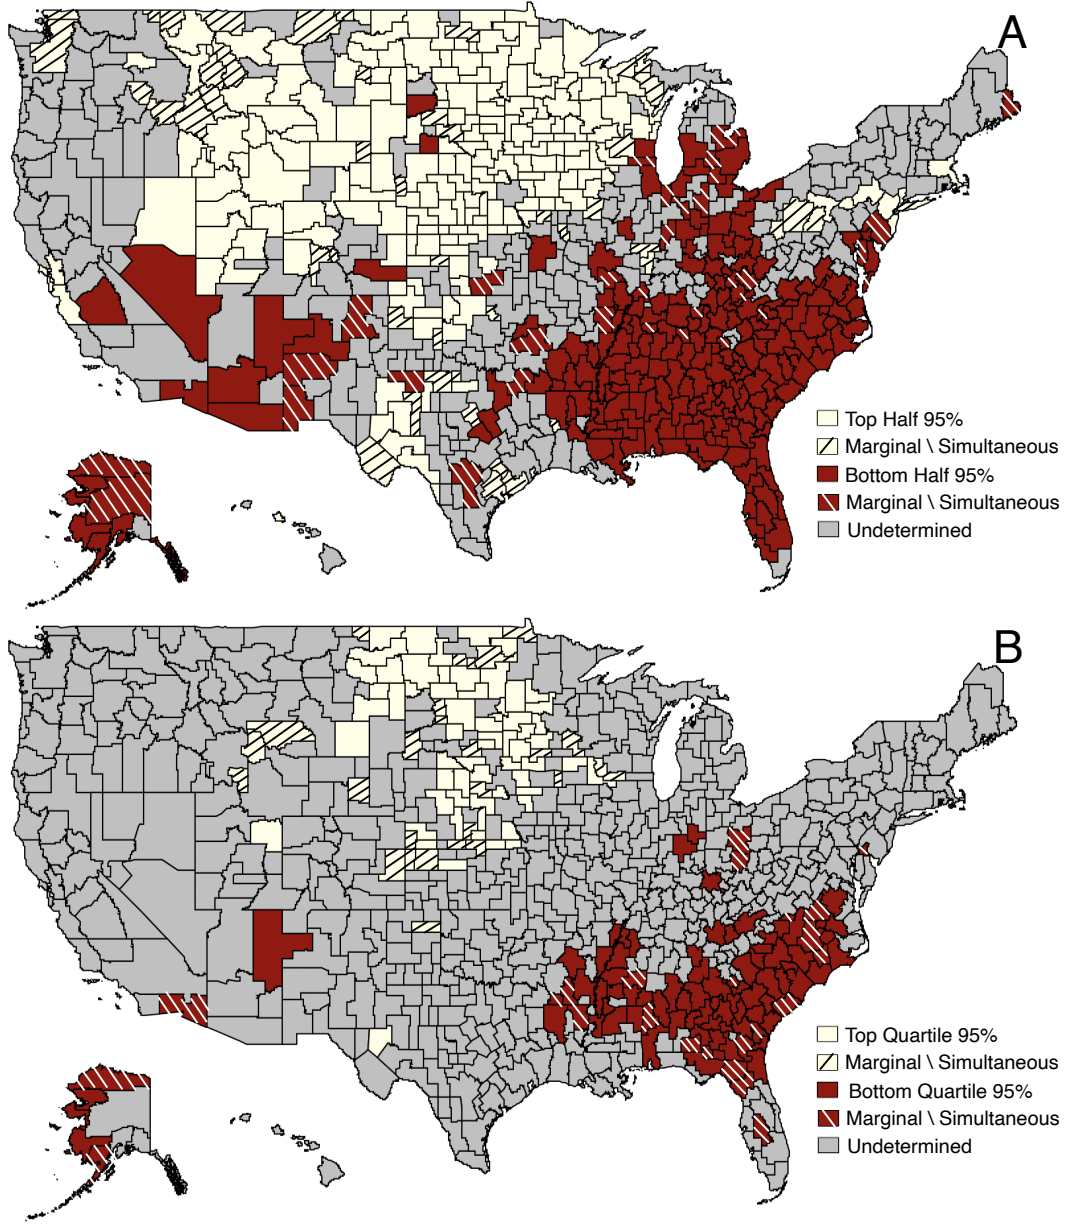 A
Top Half 95%
Marginal \ Simultaneous
Bottom Half 95%
Marginal \ Simultaneous
Undetermined
B
Top Quartile 95%
Marginal \ Simultaneous
Bottom Quartile 95%
Marginal \ Simultaneous
Undetermined